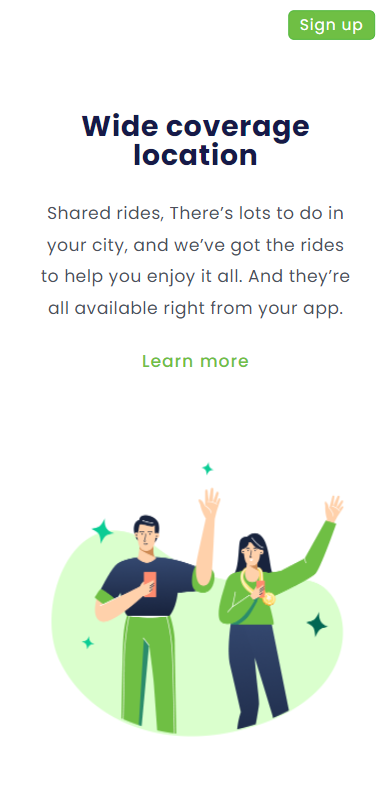 Sign up
Wide coverage
location
Shared rides, There’s lots to do in
your city, and we’ve got the rides
to help you enjoy it all. And they’re
all available right from your app.
Learn more